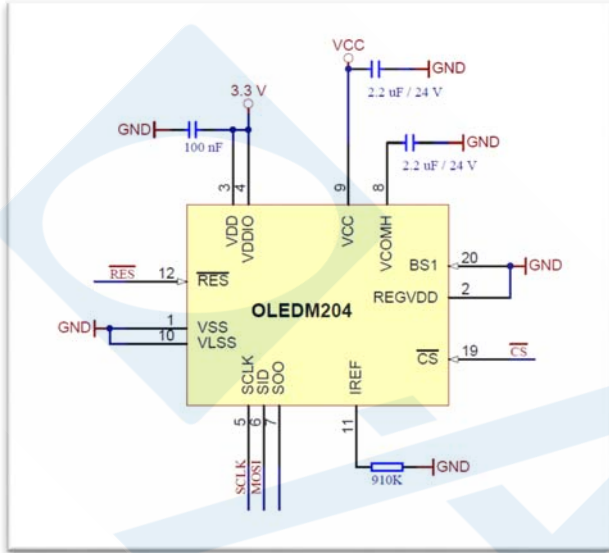 VCC
GND
2.2 uF / 24 V
3.3 V
GND
100 nF
GND
2.2 uF / 24 V
3
4
9
8
VDD
VDDIO
VCC
VCOMH
RES
12
RES
BS1
20
GND
REGVDD
2
OLEDM204
GND
1
VSS
10
VLSS
CS
19
CS
SCLK
SID
SOO
IREF
5
6
7
11
SCLK
MOSI
910K
GND